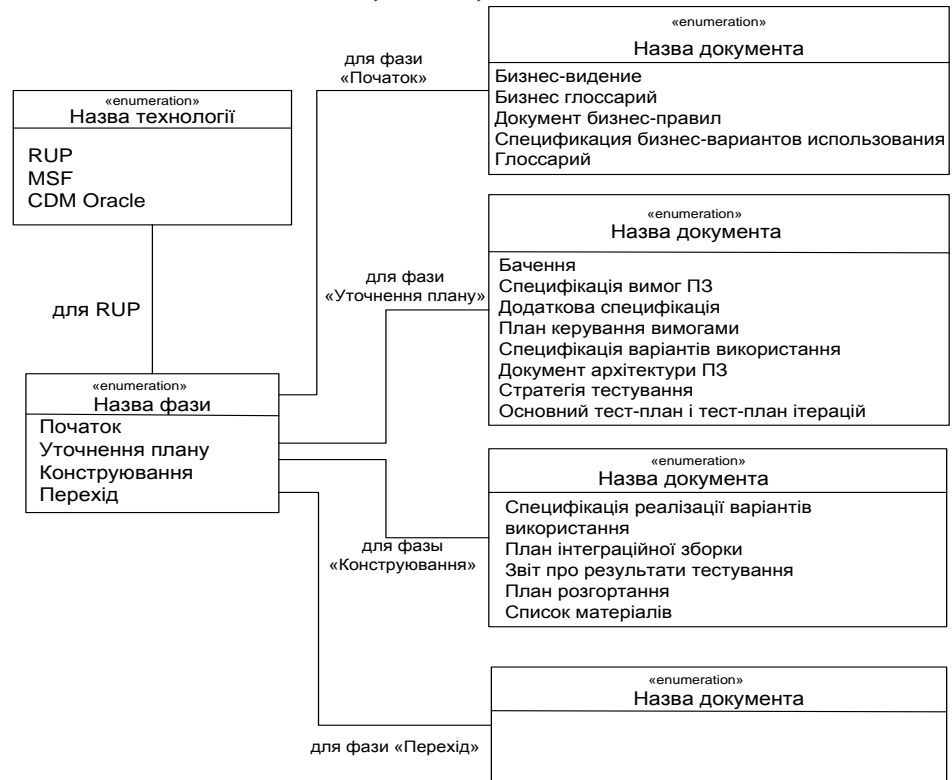 «enumeration»
Назва технології
RUP
MSF
CDM Oracle
для RUP
«enumeration»
Назва фази
Початок
Уточнення плану
Конструювання
Перехід
для фази
«Початок»
«enumeration»
Назва документа
Бизнес-видение
Бизнес глоссарий
Документ бизнес-правил
Спецификация бизнес-вариантов использования
Глоссарий
для фази
«Уточнення плану»
«enumeration»
Назва документа
Бачення
Специфікація вимог ПЗ
Додаткова специфікація
План керування вимогами
Специфікація варіантів використання
Документ архітектури ПЗ
Стратегія тестування
Основний тест-план і тест-план ітерацій
для фазы
«Конструювання»
«enumeration»
Назва документа
Специфікація реалізації варіантів
використання
План інтеграційної зборки
Звіт про результати тестування
План розгортання
Список матеріалів
для фази «Перехід»
«enumeration»
Назва документа